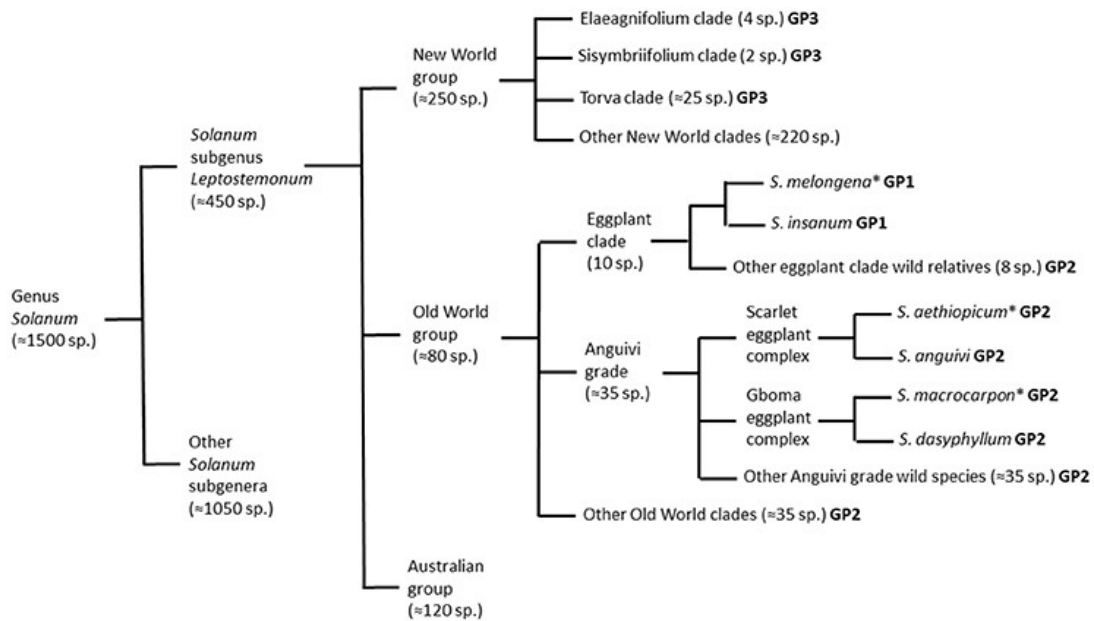 Genus
Solanum
(≈1500 sp.)
Solanum
subgenus
Leptostemonum
(≈450 sp.)
Other
Solanum
subgenera
(≈1050 sp.)
New World
group
(≈250 sp.)
Old World
group
(≈80 sp.)
Australian
group
(≈120 sp.)
Elaeagnifolium clade (4 sp.) GP3
Sisymbriifolium clade (2 sp.) GP3
Torva clade (≈25 sp.) GP3
Other New World clades (≈220 sp.)
Eggplant
clade
(10 sp.)
S. melongena* GP1
S. insanum GP1
Other eggplant clade wild relatives (8 sp.) GP2
Anguivi
grade
(≈35 sp.)
Scarlet
eggplant
complex
S. aethiopicum* GP2
S. anguivi GP2
Gboma
eggplant
complex
S. macrocarpon* GP2
S. dasyphyllum GP2
Other Anguivi grade wild species (≈35 sp.) GP2
Other Old World clades (≈35 sp.) GP2